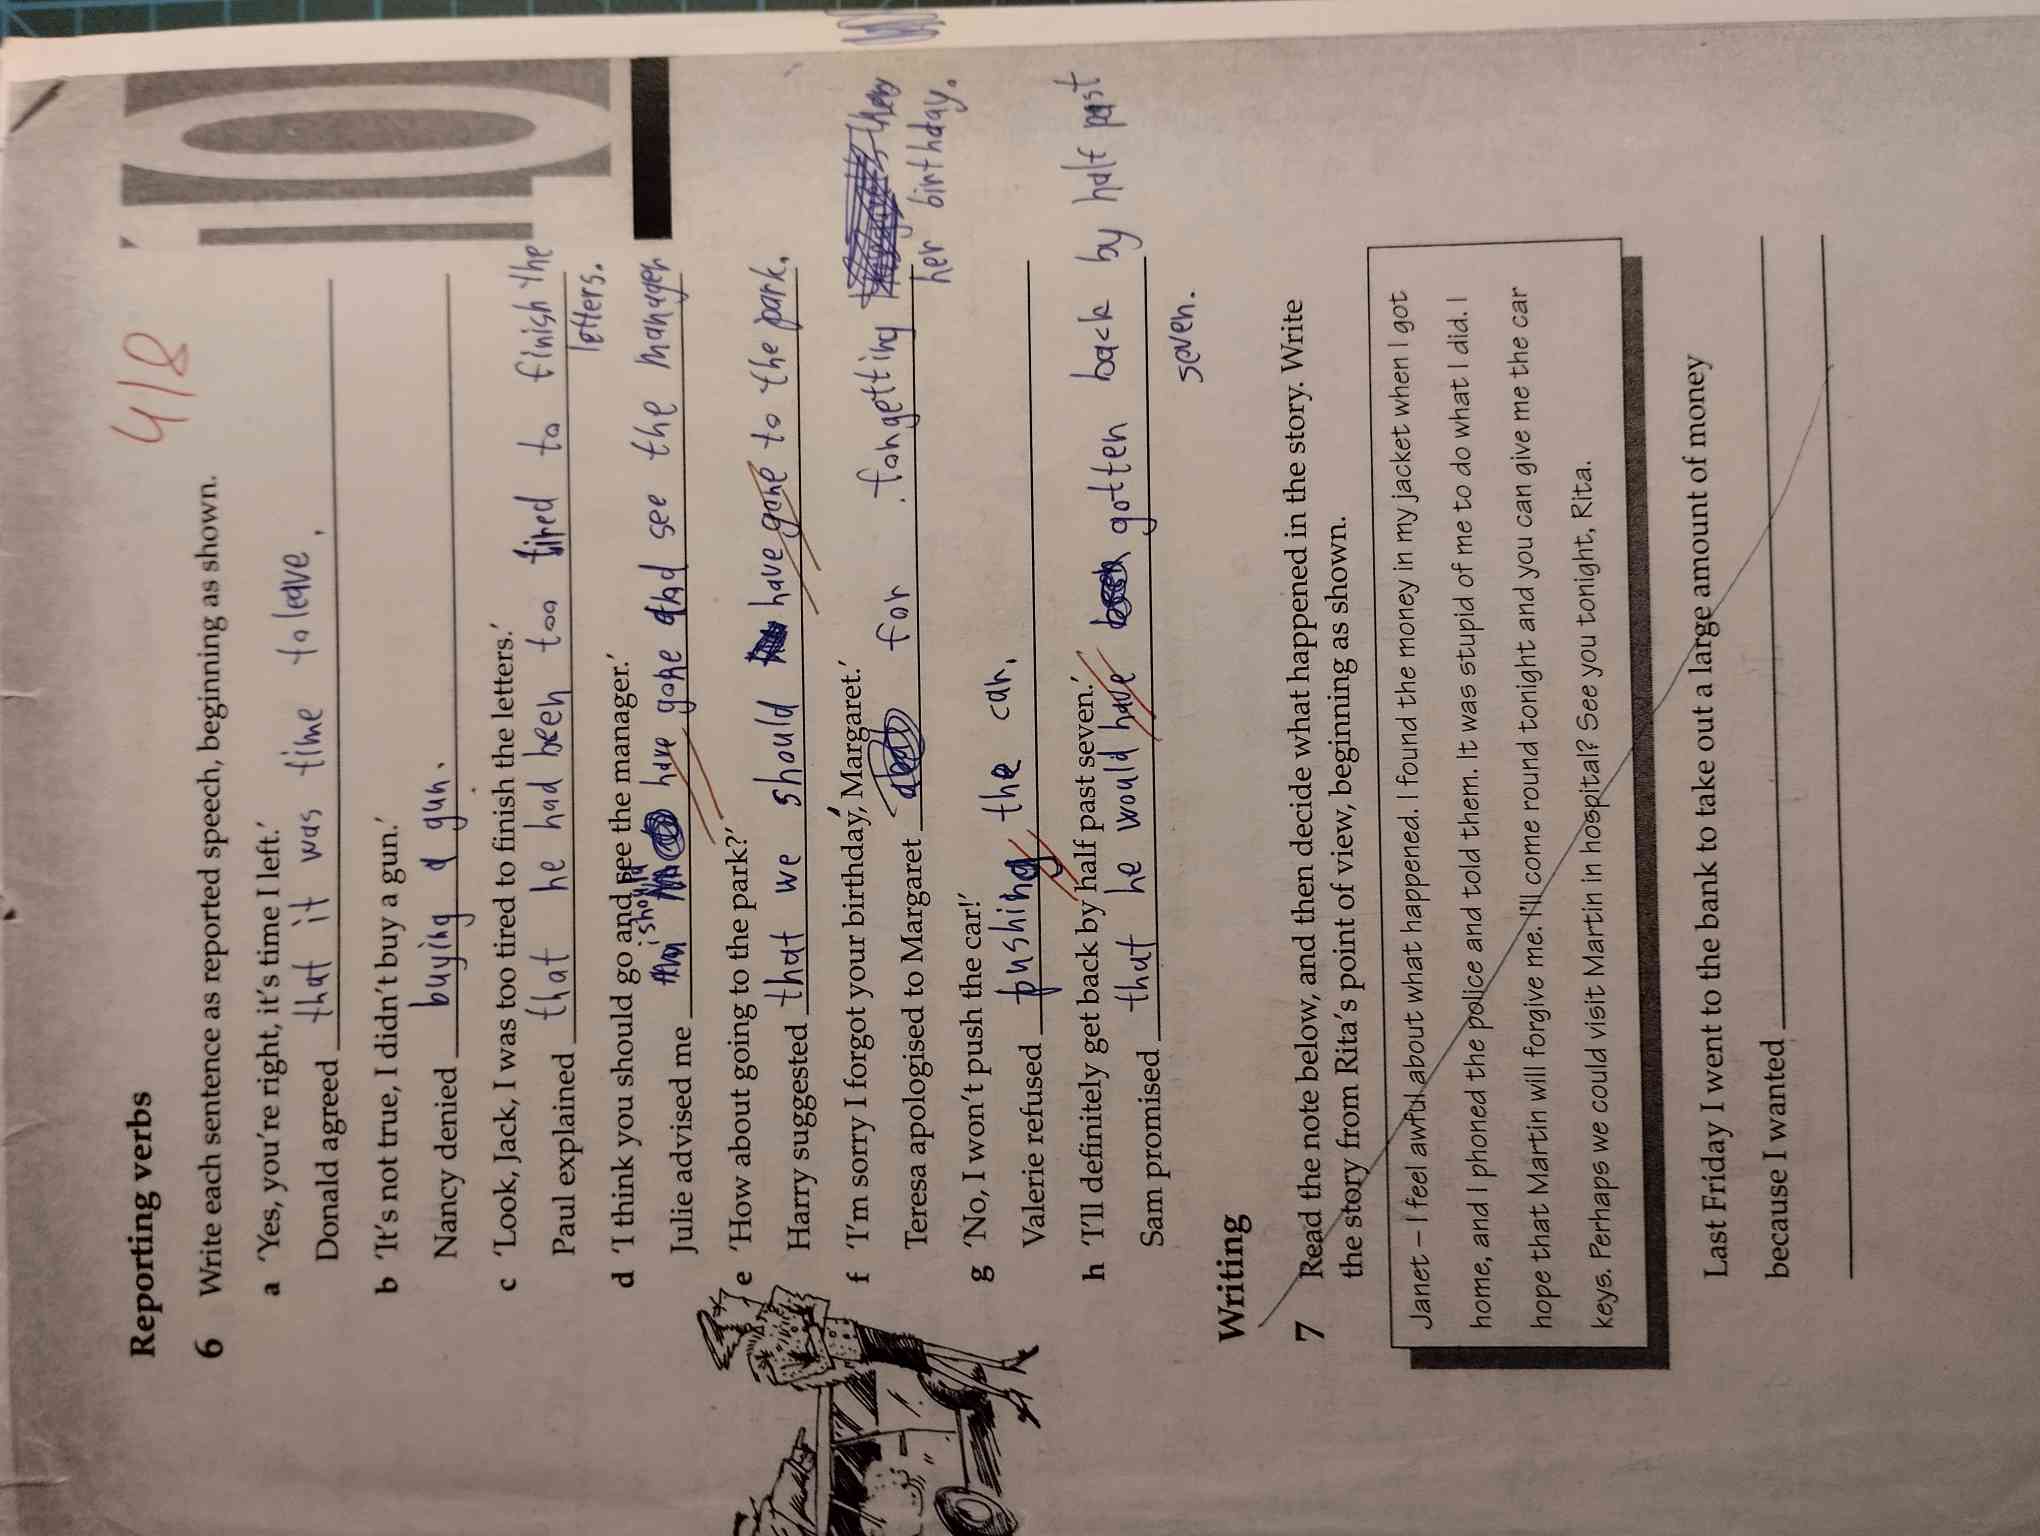 Reporting verbs
4/8
10
6 Write each sentence as reported speech, beginning as shown.
a 'Yes, you're right, it's time I left.'
Donald agreed that it was time to leave.
b 'It's not true, I didn't buy a gun.'
Nancy denied buying a gun.
c 'Look, Jack, I was too tired to finish the letters.'
Paul explained that he had been too tired to finish the
letters.
d 'I think you should go and see the manager.'
i should
Julie advised me have gone and see the manager
e 'How about going to the park?'
Harry suggested that we should have gone to the park.
f 'I'm sorry I forgot your birthday, Margaret.'
Teresa apologised to Margaret for forgetting
her birthday.
g 'No, I won't push the car!'
Valerie refused pushing the car.
h 'I'll definitely get back by half past seven.'
Sam promised that he would have gotten back by half past
seven.
Writing
7 Read the note below, and then decide what happened in the story. Write
the story from Rita's point of view, beginning as shown.
Janet – I feel awful about what happened. I found the money in my jacket when I got
home, and I phoned the police and told them. It was stupid of me to do what I did. I
hope that Martin will forgive me. I'll come round tonight and you can give me the car
keys. Perhaps we could visit Martin in hospital? See you tonight, Rita.
Last Friday I went to the bank to take out a large amount of money
because I wanted